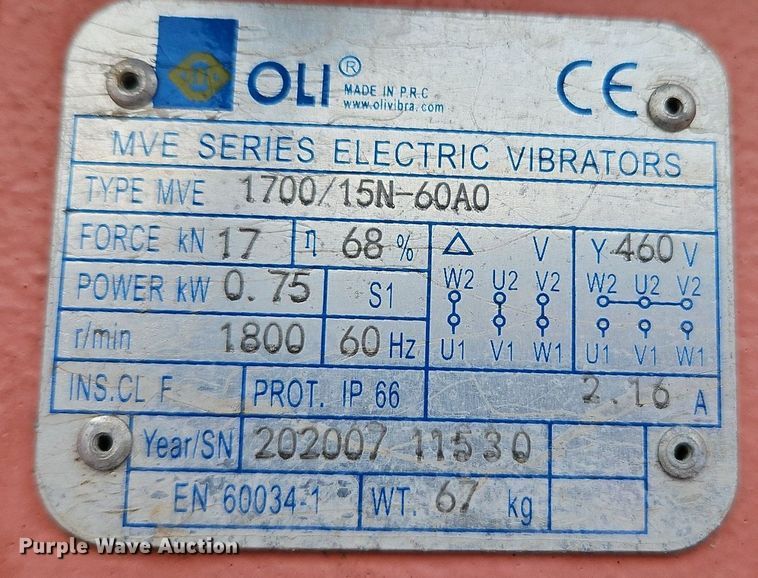 OLI ® MADE IN P.R.C CE
www.olivibra.com
MVE SERIES ELECTRIC VIBRATORS
TYPE MVE 1700/15N-60A0
FORCE kN 17 η 68 % △ V Y 460 V
POWER kW 0.75 S1 W2 U2 V2 W2 U2 V2
r/min 1800 60 Hz U1 V1 W1 U1 V1 W1
INS.CL F PROT. IP 66 2.16 A
Year/SN 202007 11530
EN 60034-1 WT. 67 kg
Purple Wave Auction